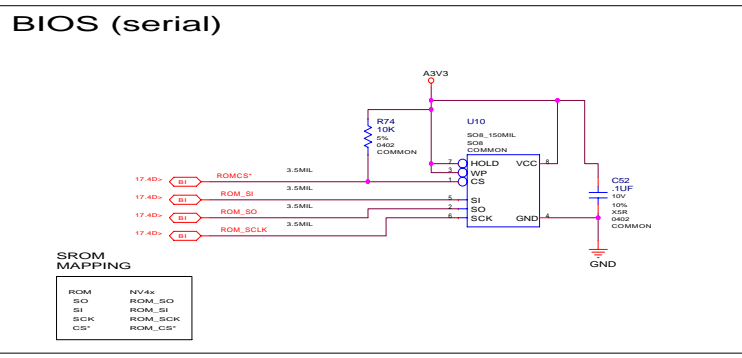 BIOS (serial)
A3V3
R74
10K
5%
0402
COMMON
U10
SO8_150MIL
SO8
COMMON
7 HOLD VCC 8
3 WP
1 CS
5 SI
2 SO
6 SCK GND 4
17.4D> BI ROMCS* 3.5MIL
17.4D> BI ROM_SI 3.5MIL
17.4D> BI ROM_SO 3.5MIL
17.4D> BI ROM_SCLK 3.5MIL
C52
.1UF
10V
10%
X5R
0402
COMMON
GND
SROM
MAPPING
ROM NV4x
SO ROM_SO
SI ROM_SI
SCK ROM_SCK
CS* ROM_CS*